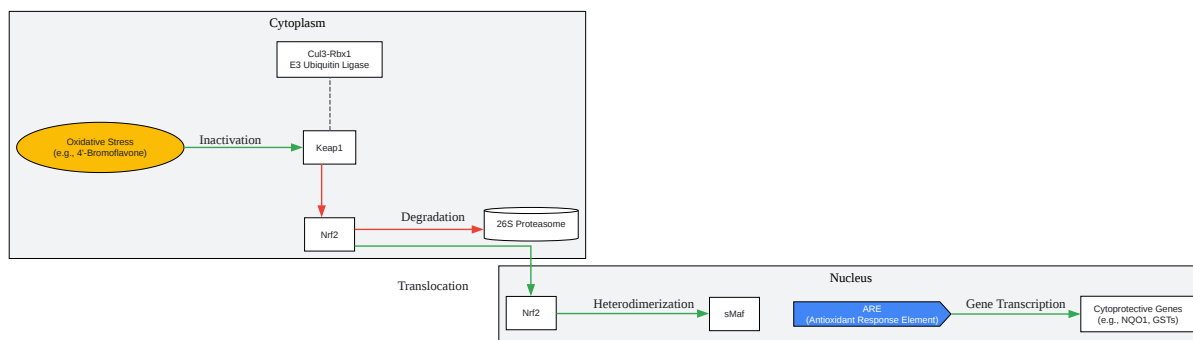 Cytoplasm
Cul3-Rbx1
E3 Ubiquitin Ligase
Oxidative Stress
(e.g., 4'-Bromoflavone)
Inactivation
Keap1
Nrf2
Degradation
26S Proteasome
Translocation
Nucleus
Nrf2
Heterodimerization
sMaf
ARE
(Antioxidant Response Element)
Gene Transcription
Cytoprotective Genes
(e.g., NQO1, GSTs)